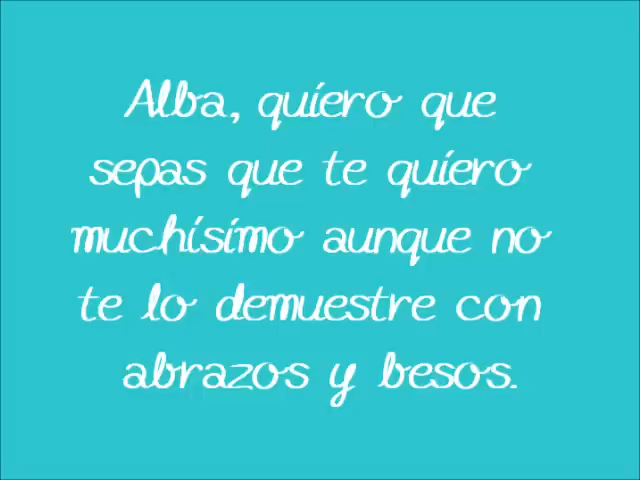 Alba, quiero que
sepas que te quiero
muchísimo aunque no
te lo demuestre con
abrazos y besos.